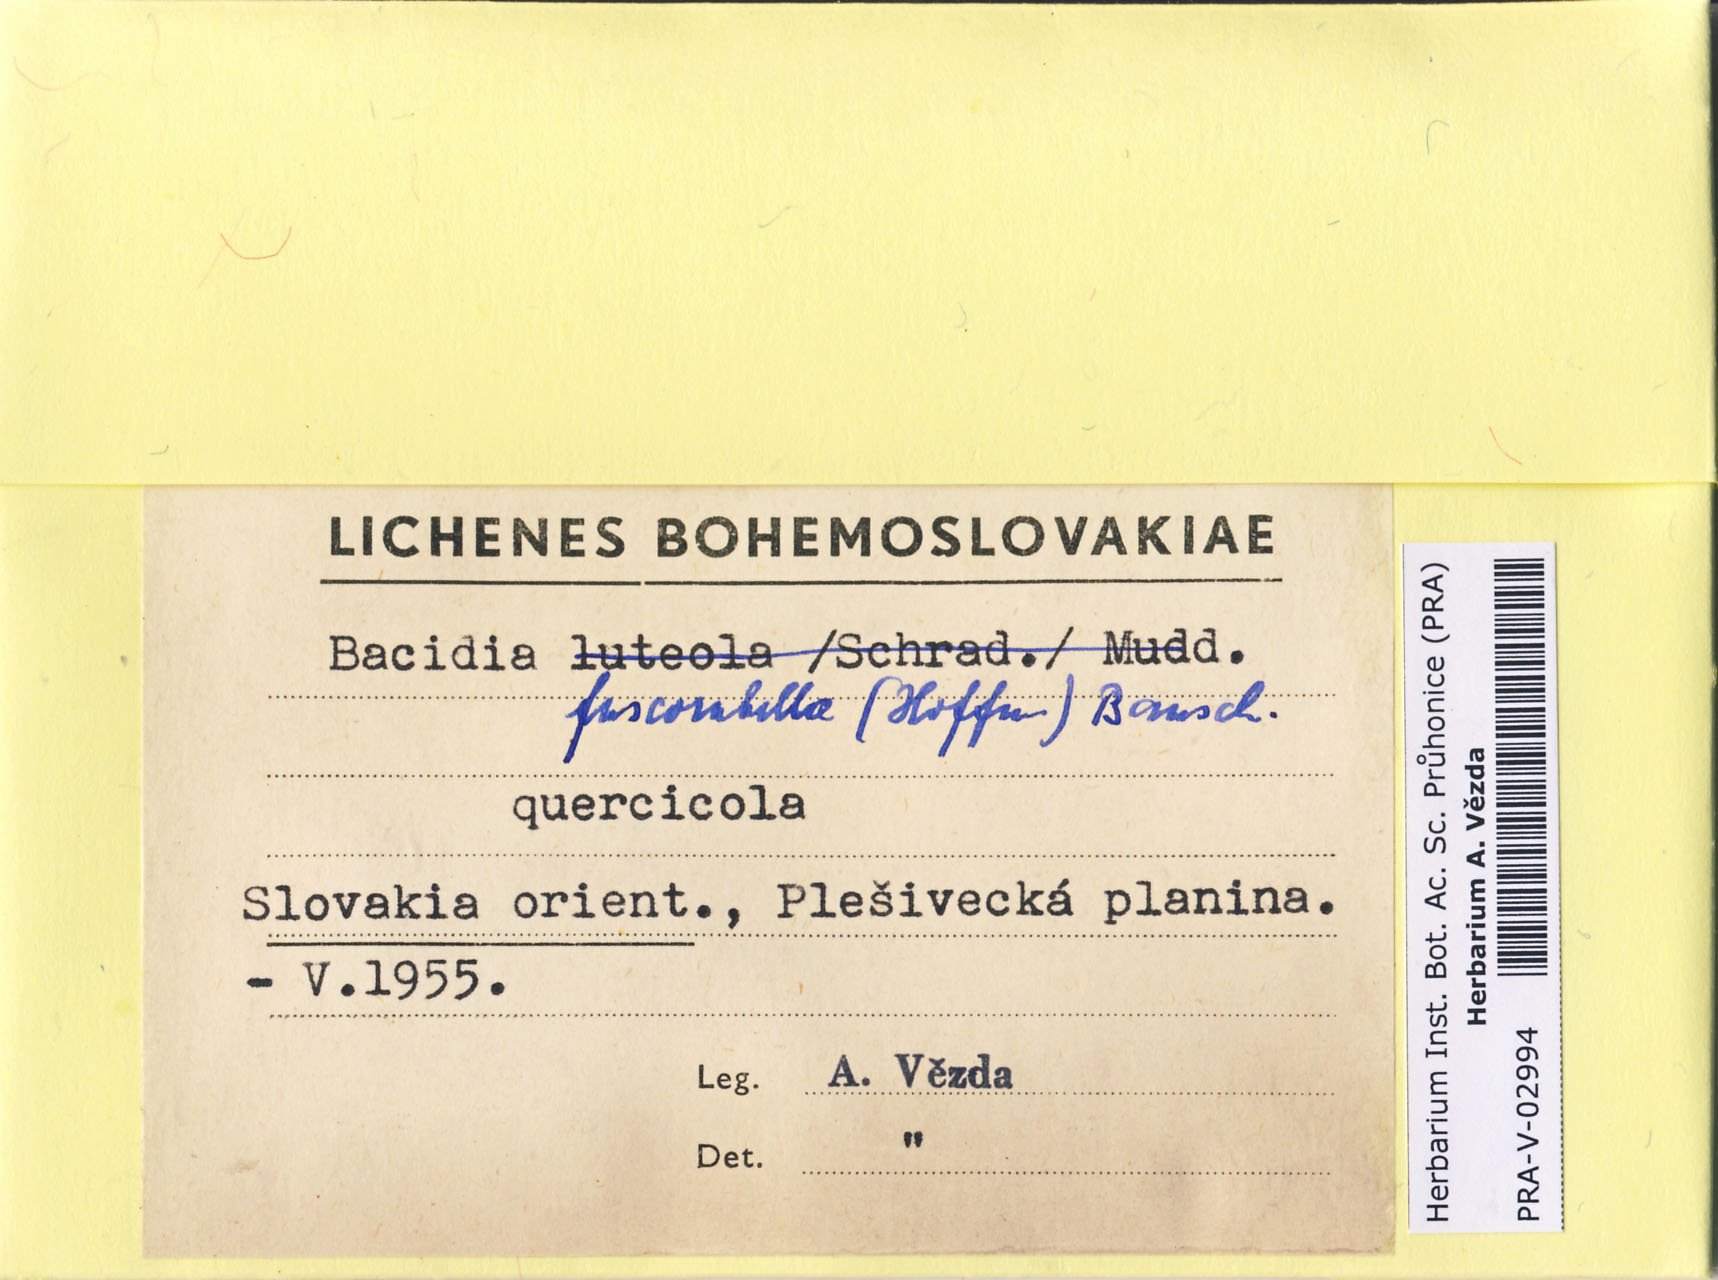 LICHENES BOHEMOSLOVAKIAE
Bacidia luteola /Schrad./ Mudd.
fuscorubella (Hoffm.) Bausch.
quercicola
Slovakia orient., Plešivecká planina.
- V.1955.
Leg. A. Vězda
Det. "
Herbarium Inst. Bot. Ac. Sc. Průhonice (PRA)
Herbarium A. Vězda
PRA-V-02994